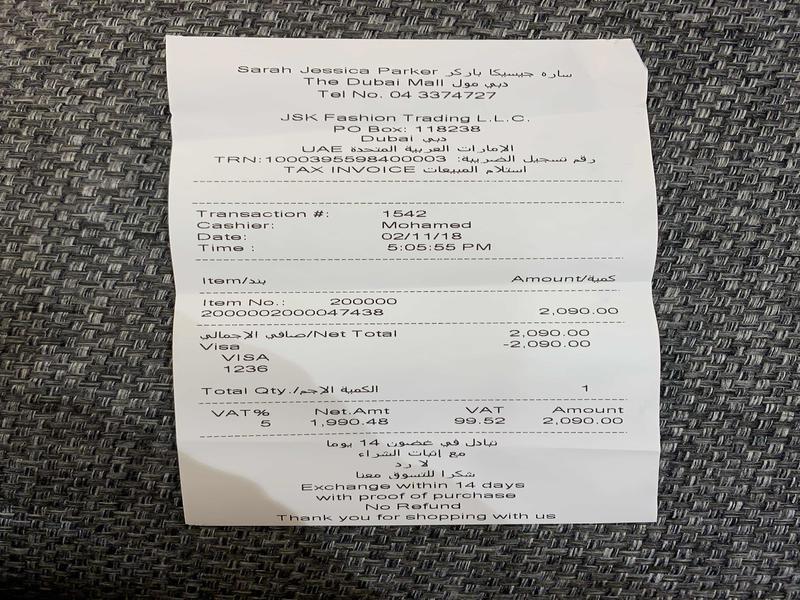 Sarah Jessica Parker ساره جيسيكا باركر
The Dubai Mall دبي مول
Tel No. 04 3374727
JSK Fashion Trading L.L.C.
PO Box: 118238
Dubai دبي
UAE الإمارات العربية المتحدة
TRN:100039559840003 رقم تسجيل الضريبة:
TAX INVOICE استلام المبيعات
Transaction #: 1542
Cashier: Mohamed
Date: 02/11/18
Time : 5:05:55 PM
Item/بند Amount/كمية
Item No.: 200000
2000002000047438 2,090.00
صافي الإجمالي/Net Total 2,090.00
Visa -2,090.00
VISA
1236
Total Qty./الكمية الإجم 1
VAT% Net.Amt VAT Amount
5 1,990.48 99.52 2,090.00
تبادل في غضون 14 يوما
مع إثبات الشراء
لا رد
شكرا للتسوق معنا
Exchange within 14 days
with proof of purchase
No Refund
Thank you for shopping with us